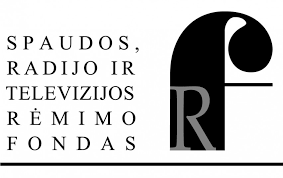 SPAUDOS,
RADIJO IR
TELEVIZIJOS
RĖMIMO
FONDAS
R